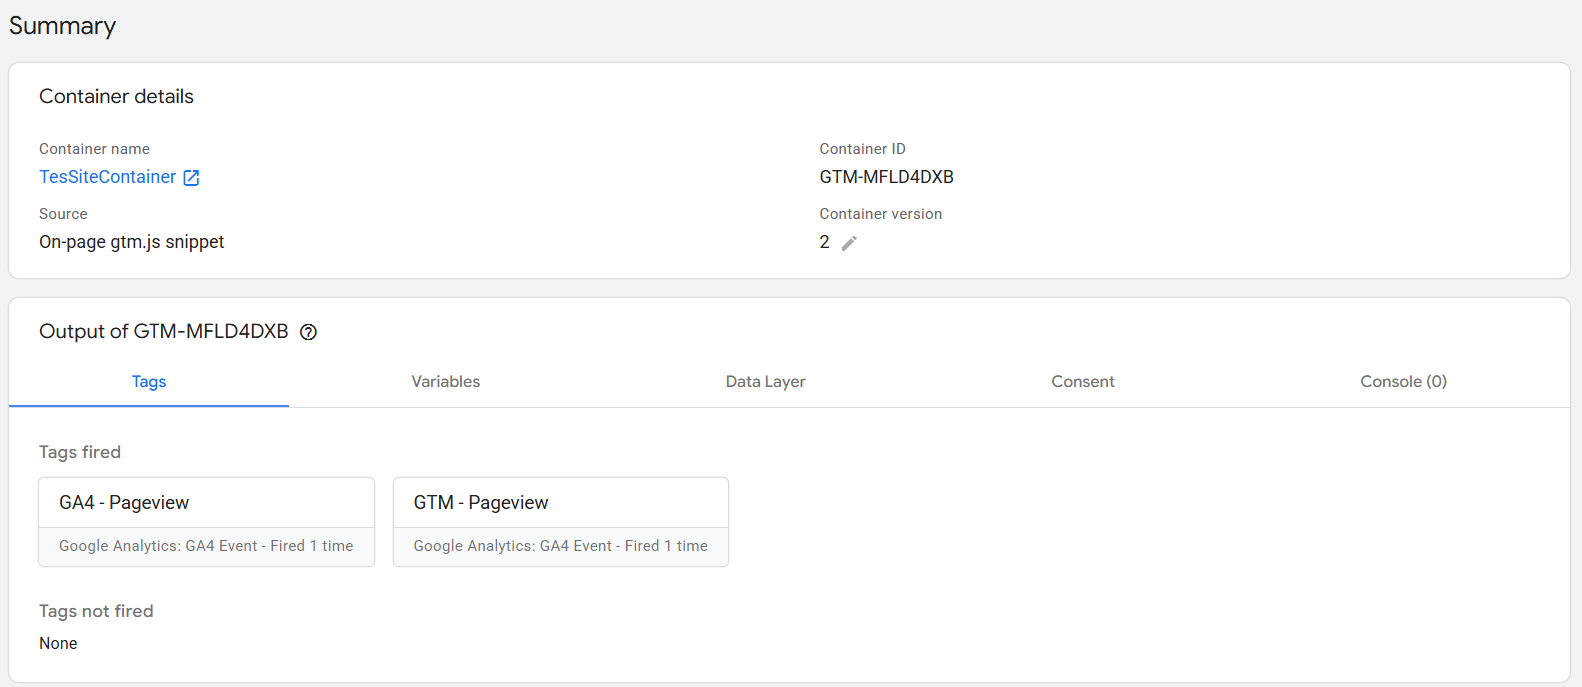 Summary
Container details
Container name
TesSiteContainer
Container ID
GTM-MFLD4DXB
Source
On-page gtm.js snippet
Container version
2
Output of GTM-MFLD4DXB
Tags
Variables
Data Layer
Consent
Console (0)
Tags fired
GA4 - Pageview
Google Analytics: GA4 Event - Fired 1 time
GTM - Pageview
Google Analytics: GA4 Event - Fired 1 time
Tags not fired
None